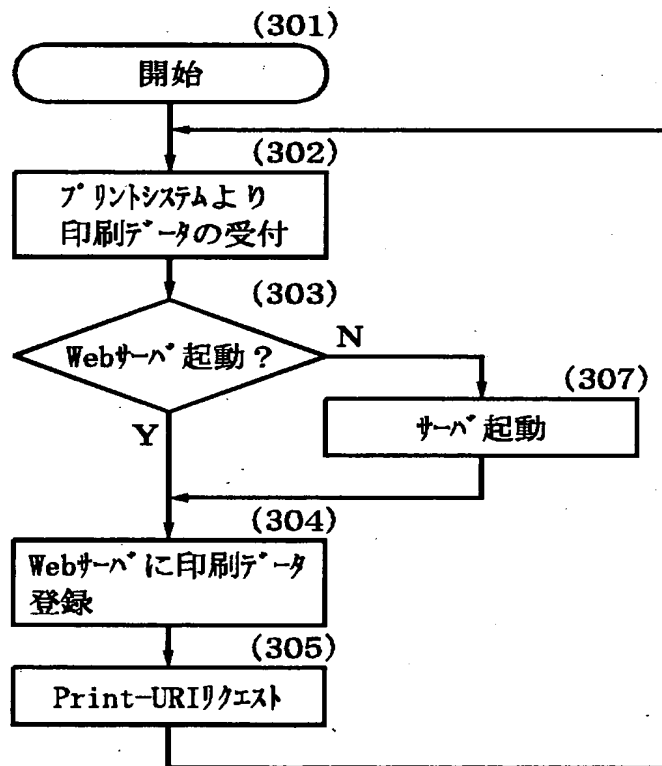 (301)
開始
(302)
プリントシステムより
印刷データの受付
(303)
Webサーバ起動?
N
(307)
サーバ起動
Y
(304)
Webサーバに印刷データ
登録
(305)
Print-URIリクエスト